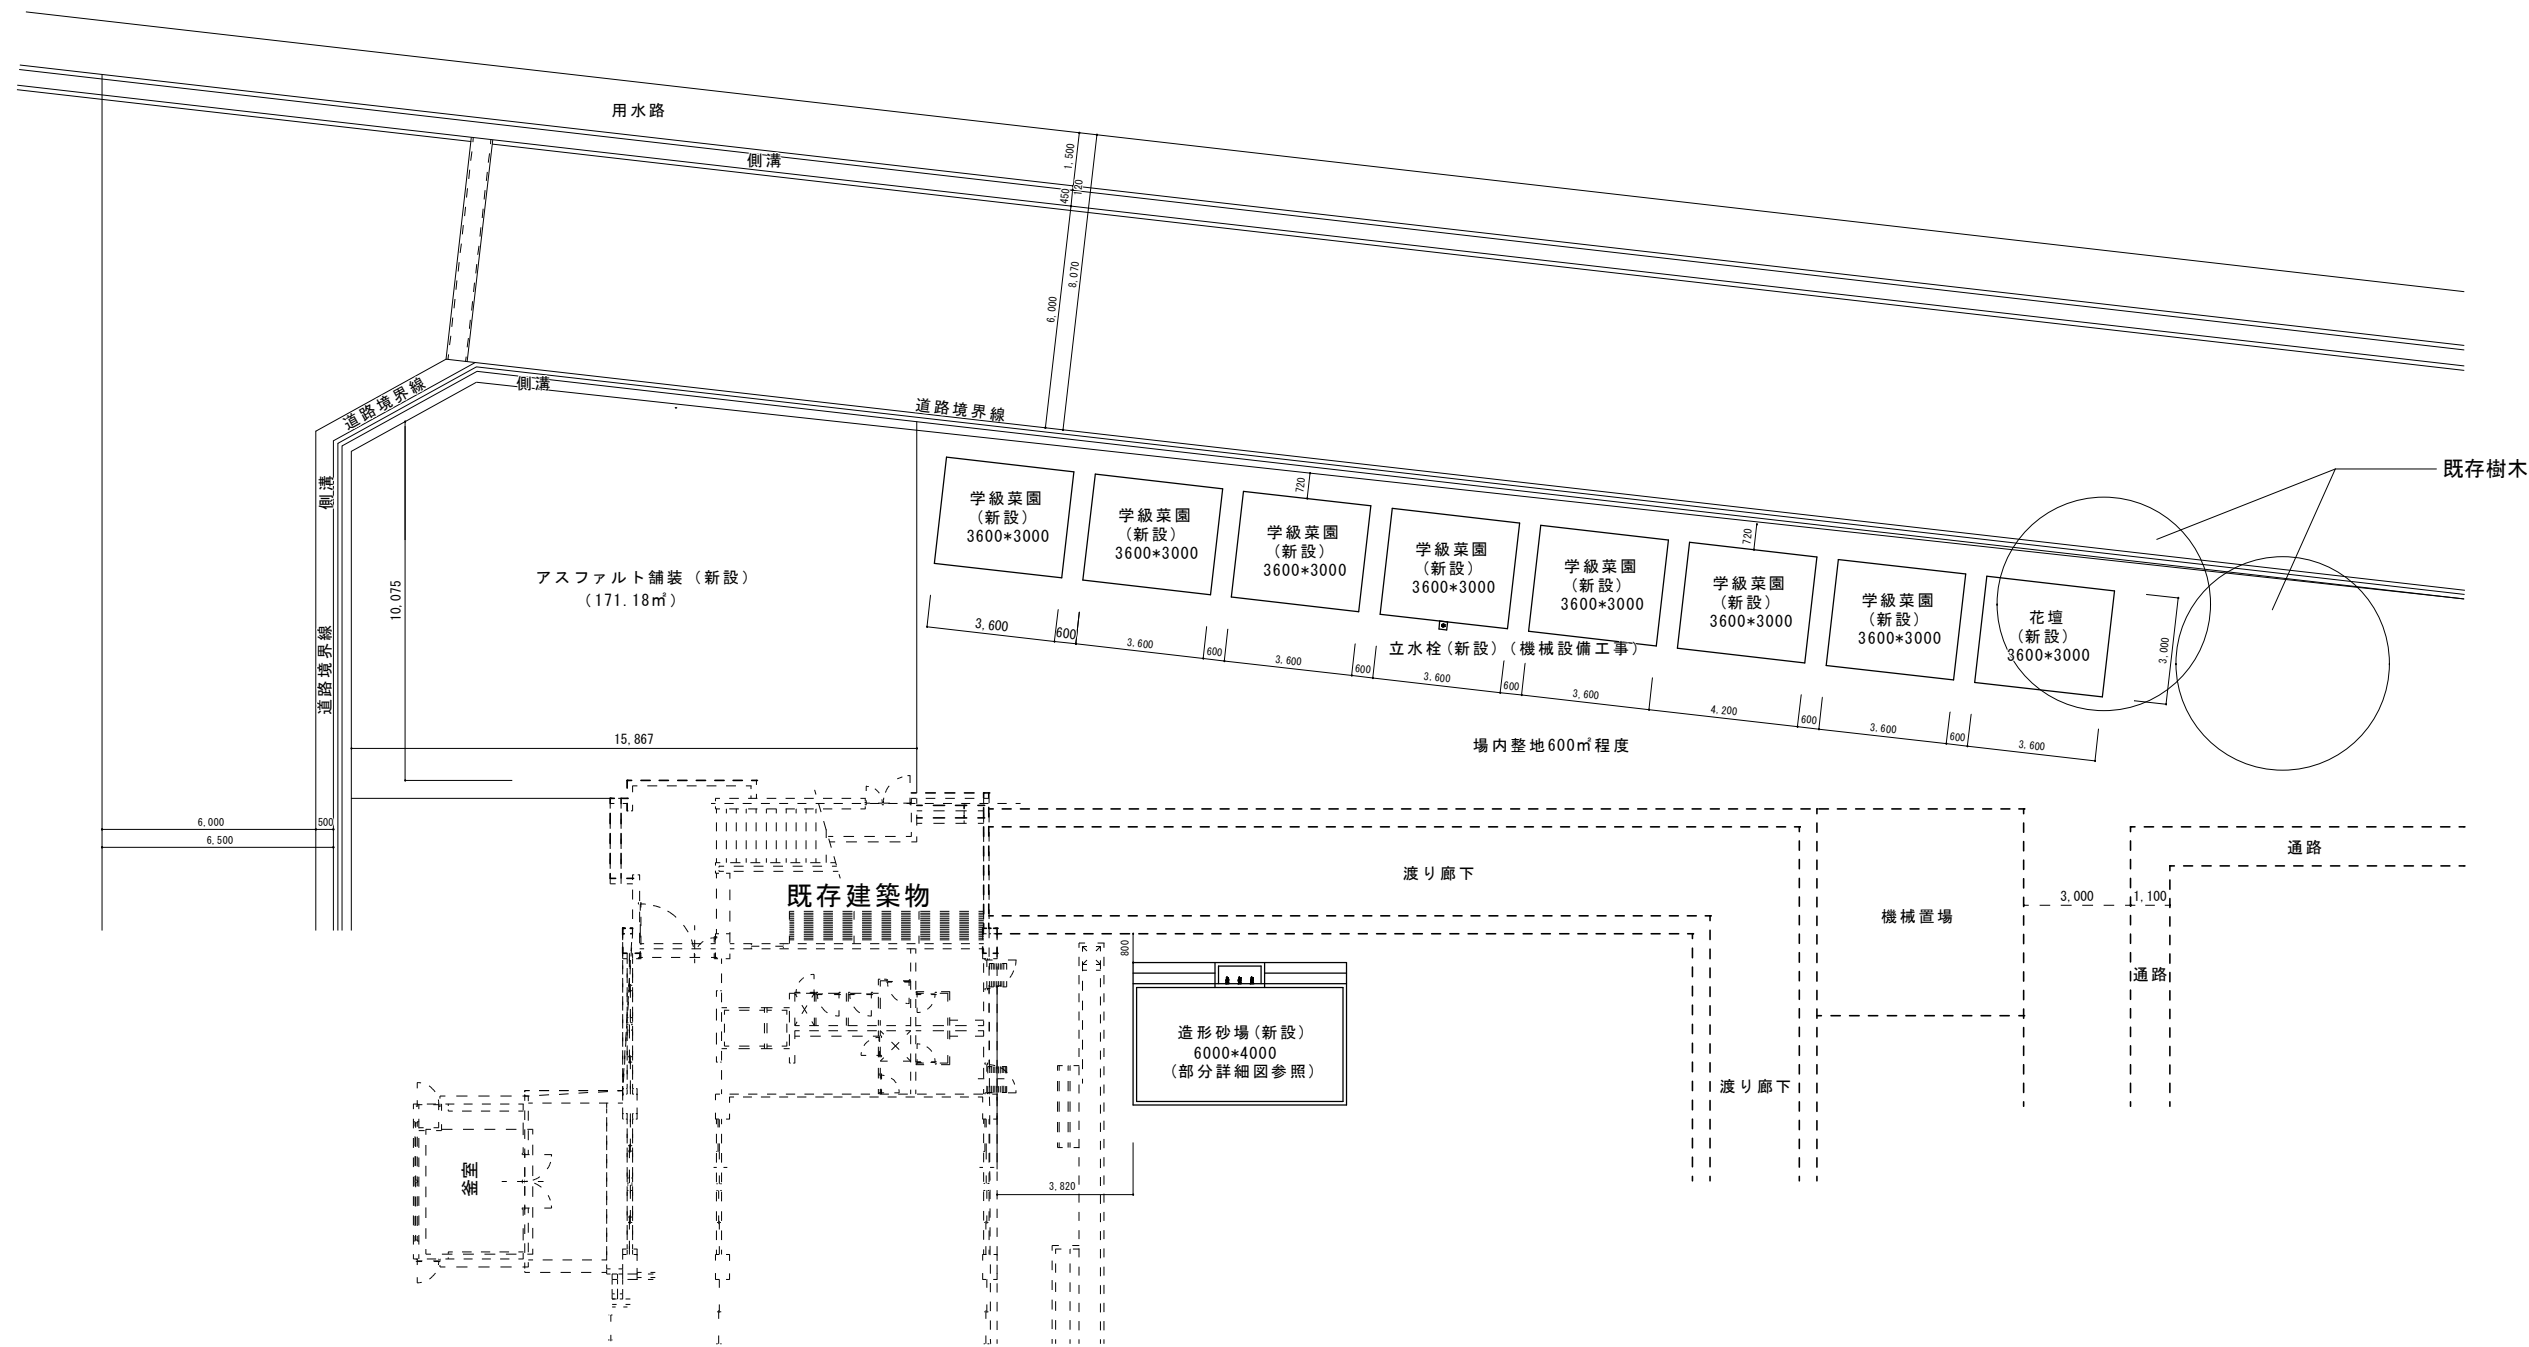 用水路
側溝
1,500
450
120
8,070
6,000
道路境界線
側溝
道路境界線
側溝
道路境界線
既存樹木
720
720
学級菜園
(新設)
3600*3000
学級菜園
(新設)
3600*3000
学級菜園
(新設)
3600*3000
学級菜園
(新設)
3600*3000
学級菜園
(新設)
3600*3000
学級菜園
(新設)
3600*3000
学級菜園
(新設)
3600*3000
花壇
(新設)
3600*3000
アスファルト舗装(新設)
(171.18㎡)
10,075
15,867
3,600
600
3,600
600
3,600
600
3,600
600
3,600
4,200
600
3,600
600
3,600
3,000
立水栓(新設)(機械設備工事)
場内整地600㎡程度
6,000
500
6,500
既存建築物
渡り廊下
機械置場
通路
3,000
1,100
通路
800
造形砂場(新設)
6000*4000
(部分詳細図参照)
渡り廊下
3,820
釜室